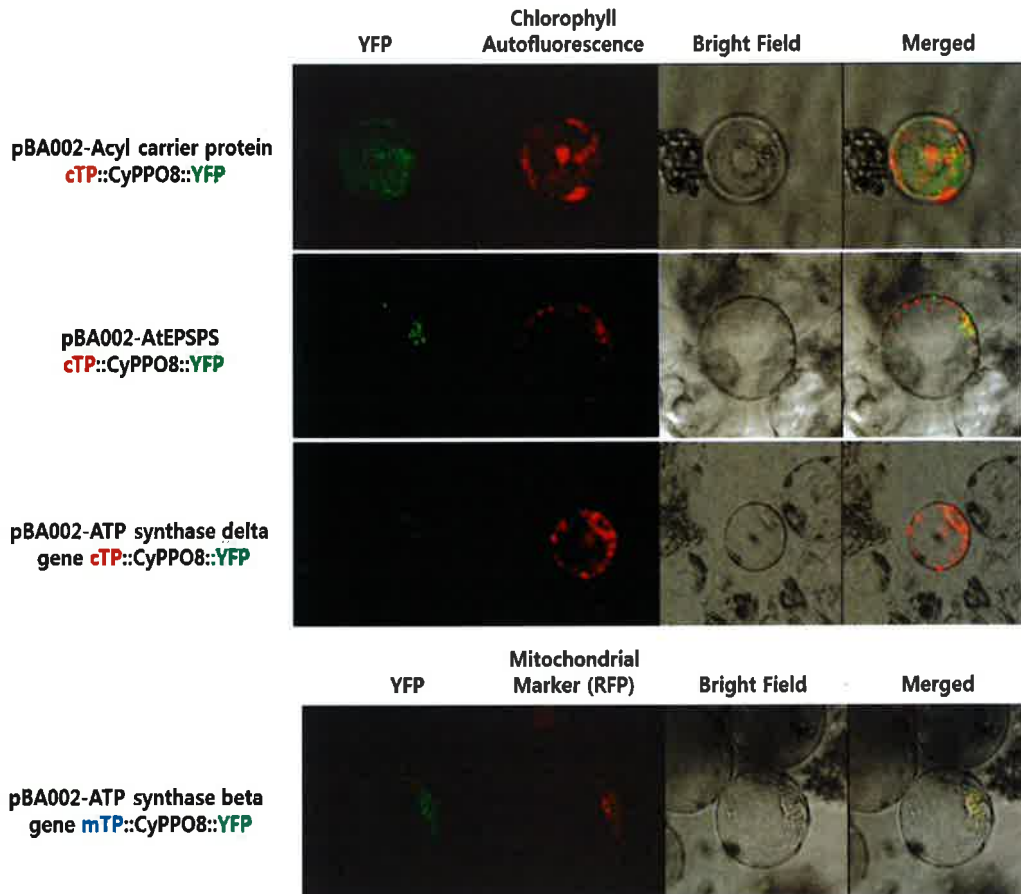 YFP
Chlorophyll
Autofluorescence
Bright Field
Merged
pBA002-Acyl carrier protein
cTP::CyPPO8::YFP
pBA002-AtEPSPS
cTP::CyPPO8::YFP
pBA002-ATP synthase delta
gene cTP::CyPPO8::YFP
YFP
Mitochondrial
Marker (RFP)
Bright Field
Merged
pBA002-ATP synthase beta
gene mTP::CyPPO8::YFP